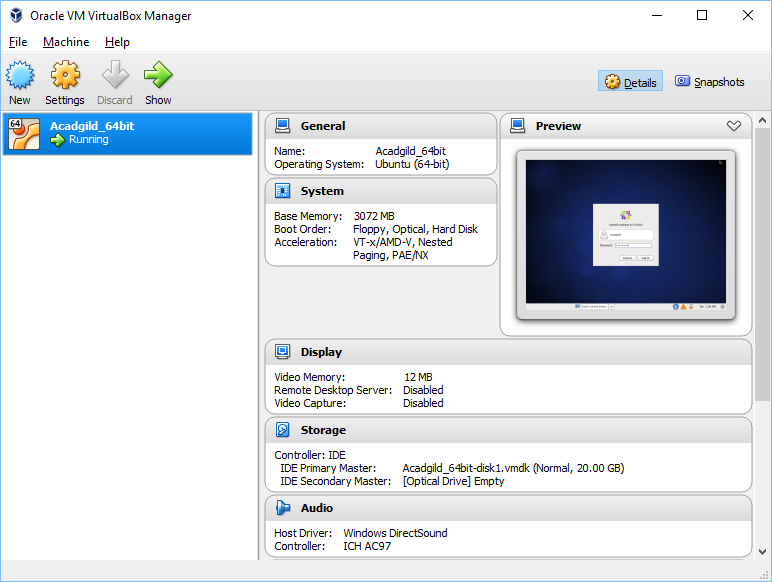 Oracle VM VirtualBox Manager
File Machine Help
New Settings Discard Show
Details Snapshots
64 Acadgild_64bit
Running
General
Name: Acadgild_64bit
Operating System: Ubuntu (64-bit)
System
Base Memory: 3072 MB
Boot Order: Floppy, Optical, Hard Disk
Acceleration: VT-x/AMD-V, Nested
Paging, PAE/NX
Preview
Display
Video Memory: 12 MB
Remote Desktop Server: Disabled
Video Capture: Disabled
Storage
Controller: IDE
IDE Primary Master: Acadgild_64bit-disk1.vmdk (Normal, 20.00 GB)
IDE Secondary Master: [Optical Drive] Empty
Audio
Host Driver: Windows DirectSound
Controller: ICH AC97